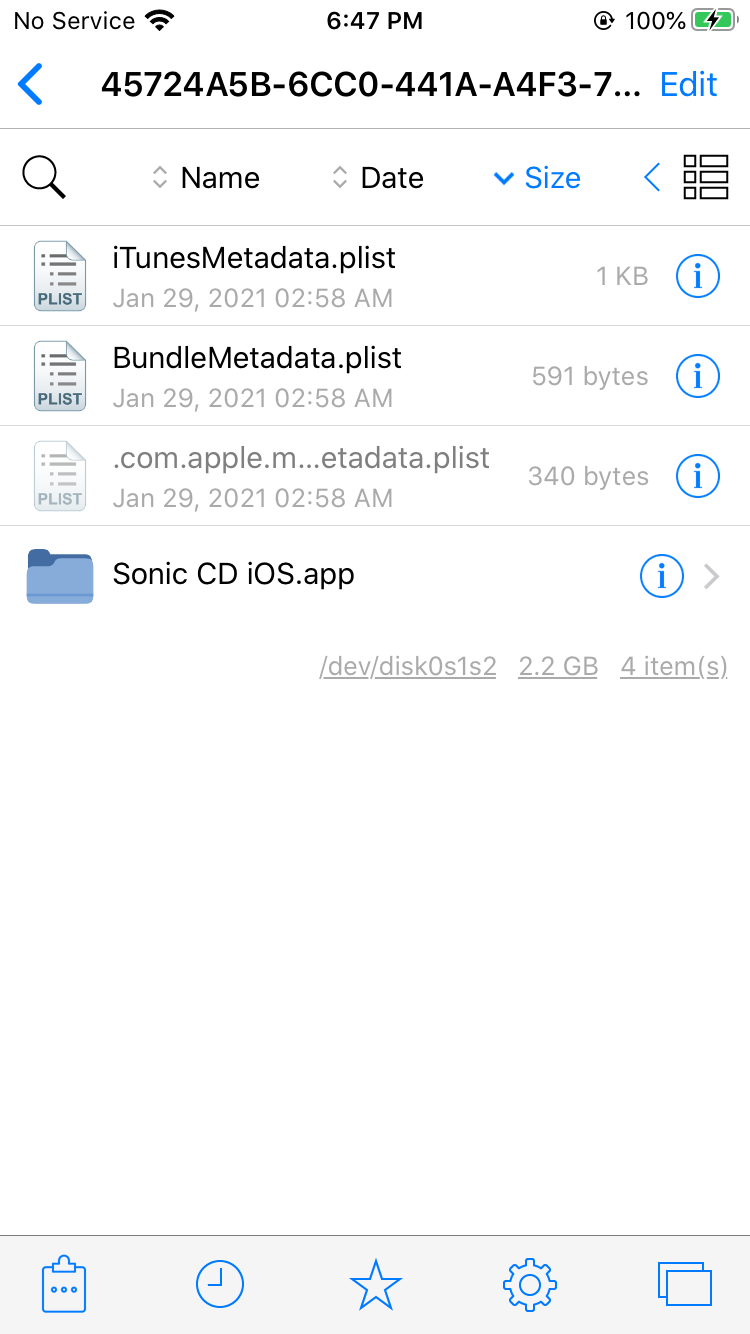 No Service 6:47 PM 100%
45724A5B-6CC0-441A-A4F3-7... Edit
Name Date Size
iTunesMetadata.plist
Jan 29, 2021 02:58 AM
1 KB
PLIST
BundleMetadata.plist
Jan 29, 2021 02:58 AM
591 bytes
PLIST
.com.apple.m...etadata.plist
Jan 29, 2021 02:58 AM
340 bytes
PLIST
Sonic CD iOS.app
/dev/disk0s1s2 2.2 GB 4 item(s)